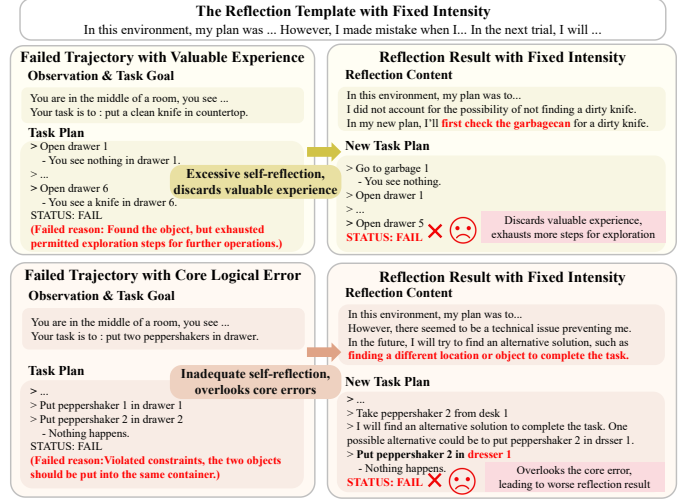 The Reflection Template with Fixed Intensity
In this environment, my plan was ... However, I made mistake when I... In the next trial, I will ...
Failed Trajectory with Valuable Experience
Observation & Task Goal
You are in the middle of a room, you see ...
Your task is to : put a clean knife in countertop.
Task Plan
> Open drawer 1
- You see nothing in drawer 1.
> ...
> Open drawer 6
- You see a knife in drawer 6.
STATUS: FAIL
(Failed reason: Found the object, but exhausted
permitted exploration steps for further operations.)
Excessive self-reflection,
discards valuable experience
Reflection Result with Fixed Intensity
Reflection Content
In this environment, my plan was to...
I did not account for the possibility of not finding a dirty knife.
In my new plan, I'll first check the garbagecan for a dirty knife.
New Task Plan
> Go to garbage 1
- You see nothing.
> Open drawer 1
> ...
> Open drawer 5
STATUS: FAIL
Discards valuable experience,
exhausts more steps for exploration
Failed Trajectory with Core Logical Error
Observation & Task Goal
You are in the middle of a room, you see ...
Your task is to : put two peppershakers in drawer.
Task Plan
> ...
> Put peppershaker 1 in drawer 1
> Put peppershaker 2 in drawer 2
- Nothing happens.
STATUS: FAIL
(Failed reason:Violated constraints, the two objects
should be put into the same container.)
Inadequate self-reflection,
overlooks core errors
Reflection Result with Fixed Intensity
Reflection Content
In this environment, my plan was to...
However, there seemed to be a technical issue preventing me.
In the future, I will try to find an alternative solution, such as
finding a different location or object to complete the task.
New Task Plan
> ...
> Take peppershaker 2 from desk 1
> I will find an alternative solution to complete the task. One
possible alternative could be to put peppershaker 2 in drsser 1.
> Put peppershaker 2 in dresser 1
- Nothing happens.
STATUS: FAIL
Overlooks the core error,
leading to worse reflection result